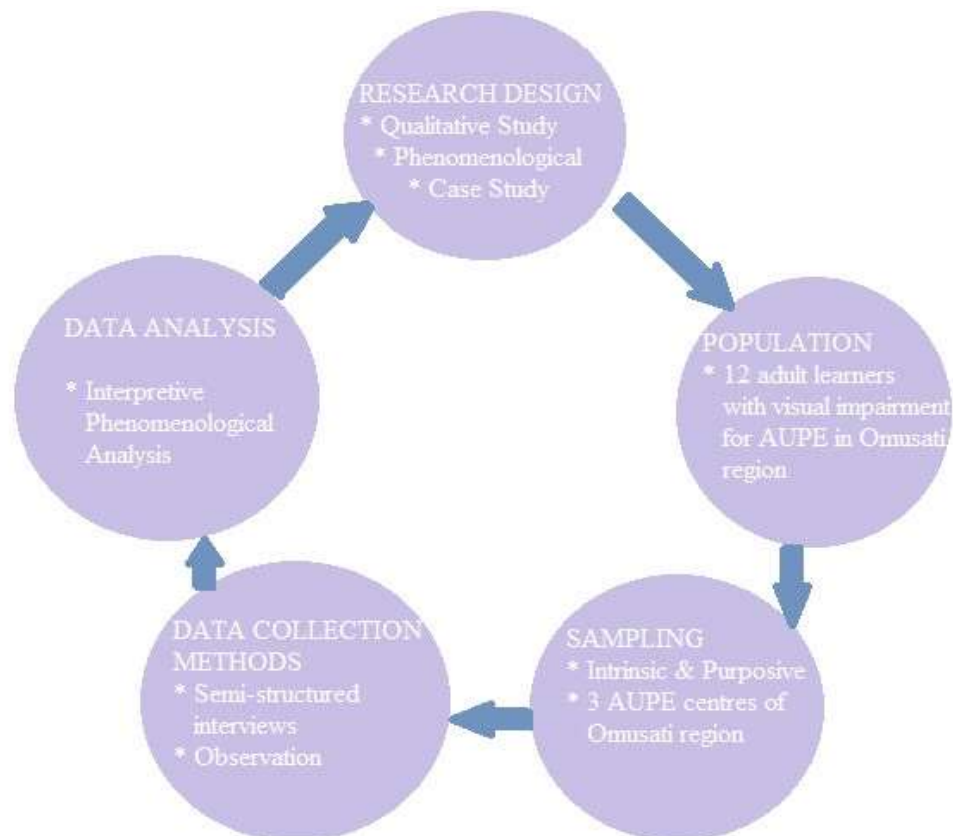 RESEARCH DESIGN
* Qualitative Study
* Phenomenological
* Case Study
POPULATION
* 12 adult learners
with visual impairment
for AUPE in Omusati
region
SAMPLING
* Intrinsic & Purposive
* 3 AUPE centres of
Omusati region
DATA COLLECTION
METHODS
* Semi-structured
interviews
* Observation
DATA ANALYSIS
* Interpretive
Phenomenological
Analysis